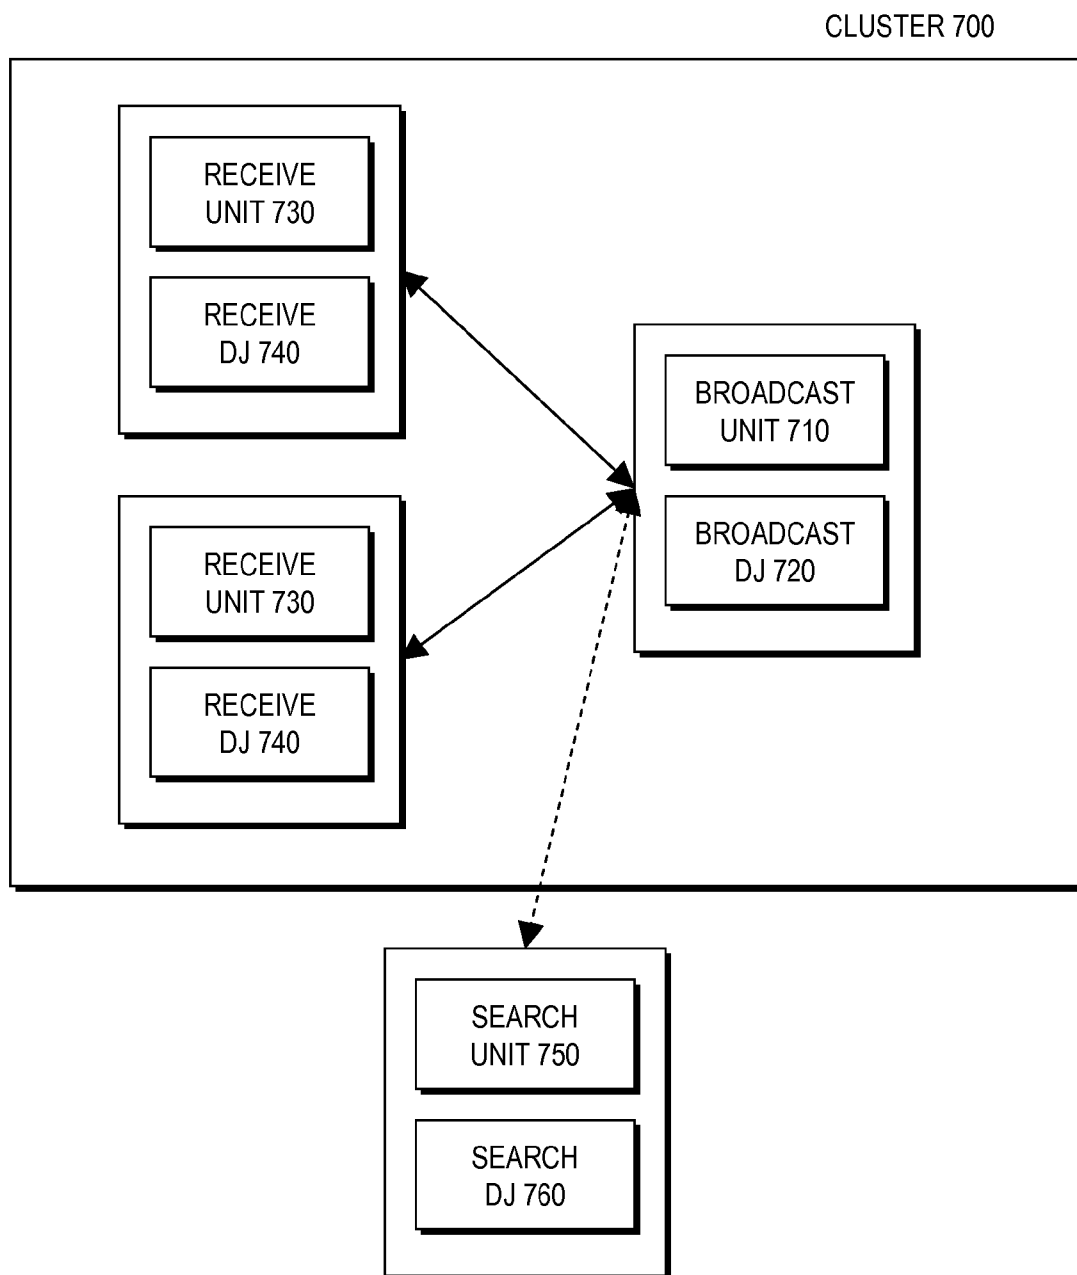 CLUSTER 700
RECEIVE
UNIT 730
RECEIVE
DJ 740
BROADCAST
UNIT 710
BROADCAST
DJ 720
RECEIVE
UNIT 730
RECEIVE
DJ 740
SEARCH
UNIT 750
SEARCH
DJ 760